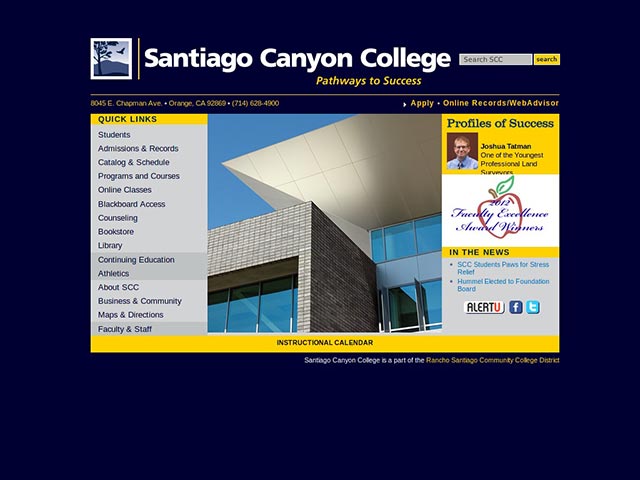 Santiago Canyon College
Pathways to Success
Search SCC
search
8045 E. Chapman Ave. • Orange, CA 92869 • (714) 628-4900
Apply • Online Records/WebAdvisor
QUICK LINKS
Students
Admissions & Records
Catalog & Schedule
Programs and Courses
Online Classes
Blackboard Access
Counseling
Bookstore
Library
Continuing Education
Athletics
About SCC
Business & Community
Maps & Directions
Faculty & Staff
Profiles of Success
Joshua Tatman
One of the Youngest
Professional Land
Surveyors
2012
Faculty Excellence
Award Winners
IN THE NEWS
SCC Students Paws for Stress
Relief
Hummel Elected to Foundation
Board
ALERTU
INSTRUCTIONAL CALENDAR
Santiago Canyon College is a part of the Rancho Santiago Community College District